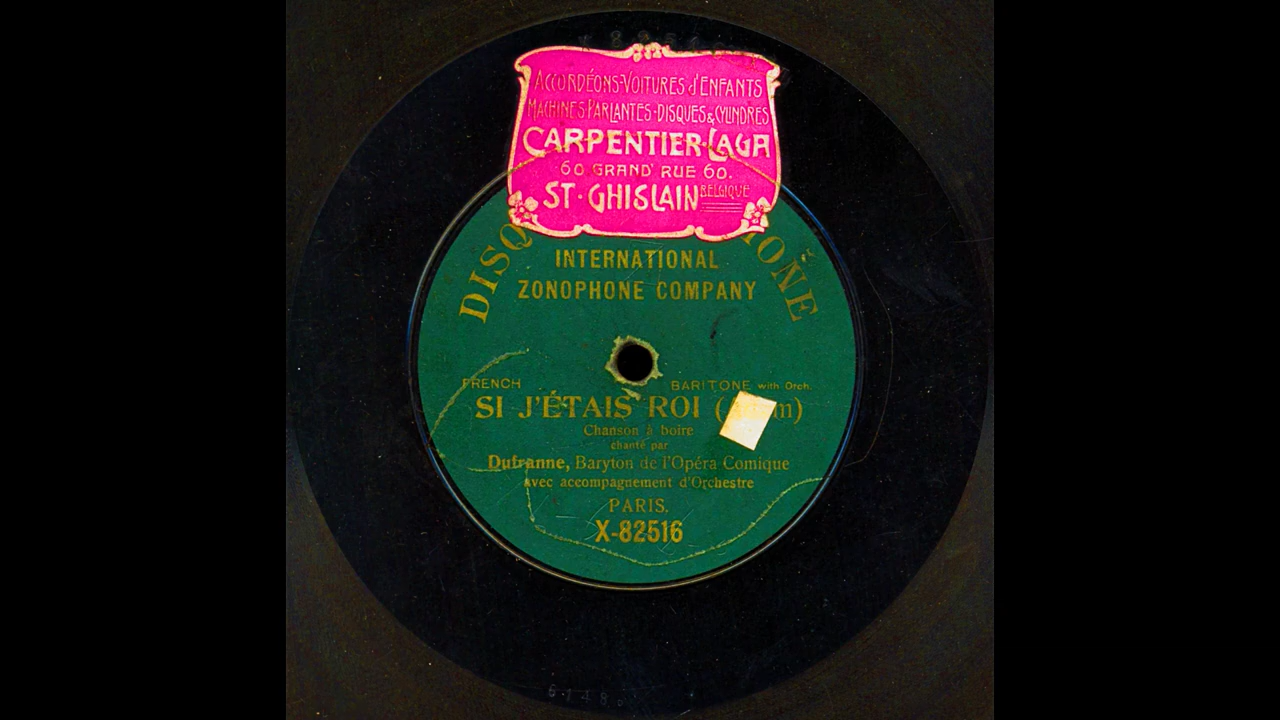 ACCORDÉONS-VOITURES d'ENFANTS
MACHINES PARLANTES-DISQUES & CYLINDRES
CARPENTIER-LAGA
60 GRAND' RUE 60.
ST-GHISLAIN BELGIQUE
INTERNATIONAL
ZONOPHONE COMPANY
FRENCH BARITONE with Orch.
SI J'ÉTAIS ROI
Chanson à boire
chanté par
Dufranne, Baryton de l'Opéra Comique
avec accompagnement d'Orchestre
PARIS.
X-82516